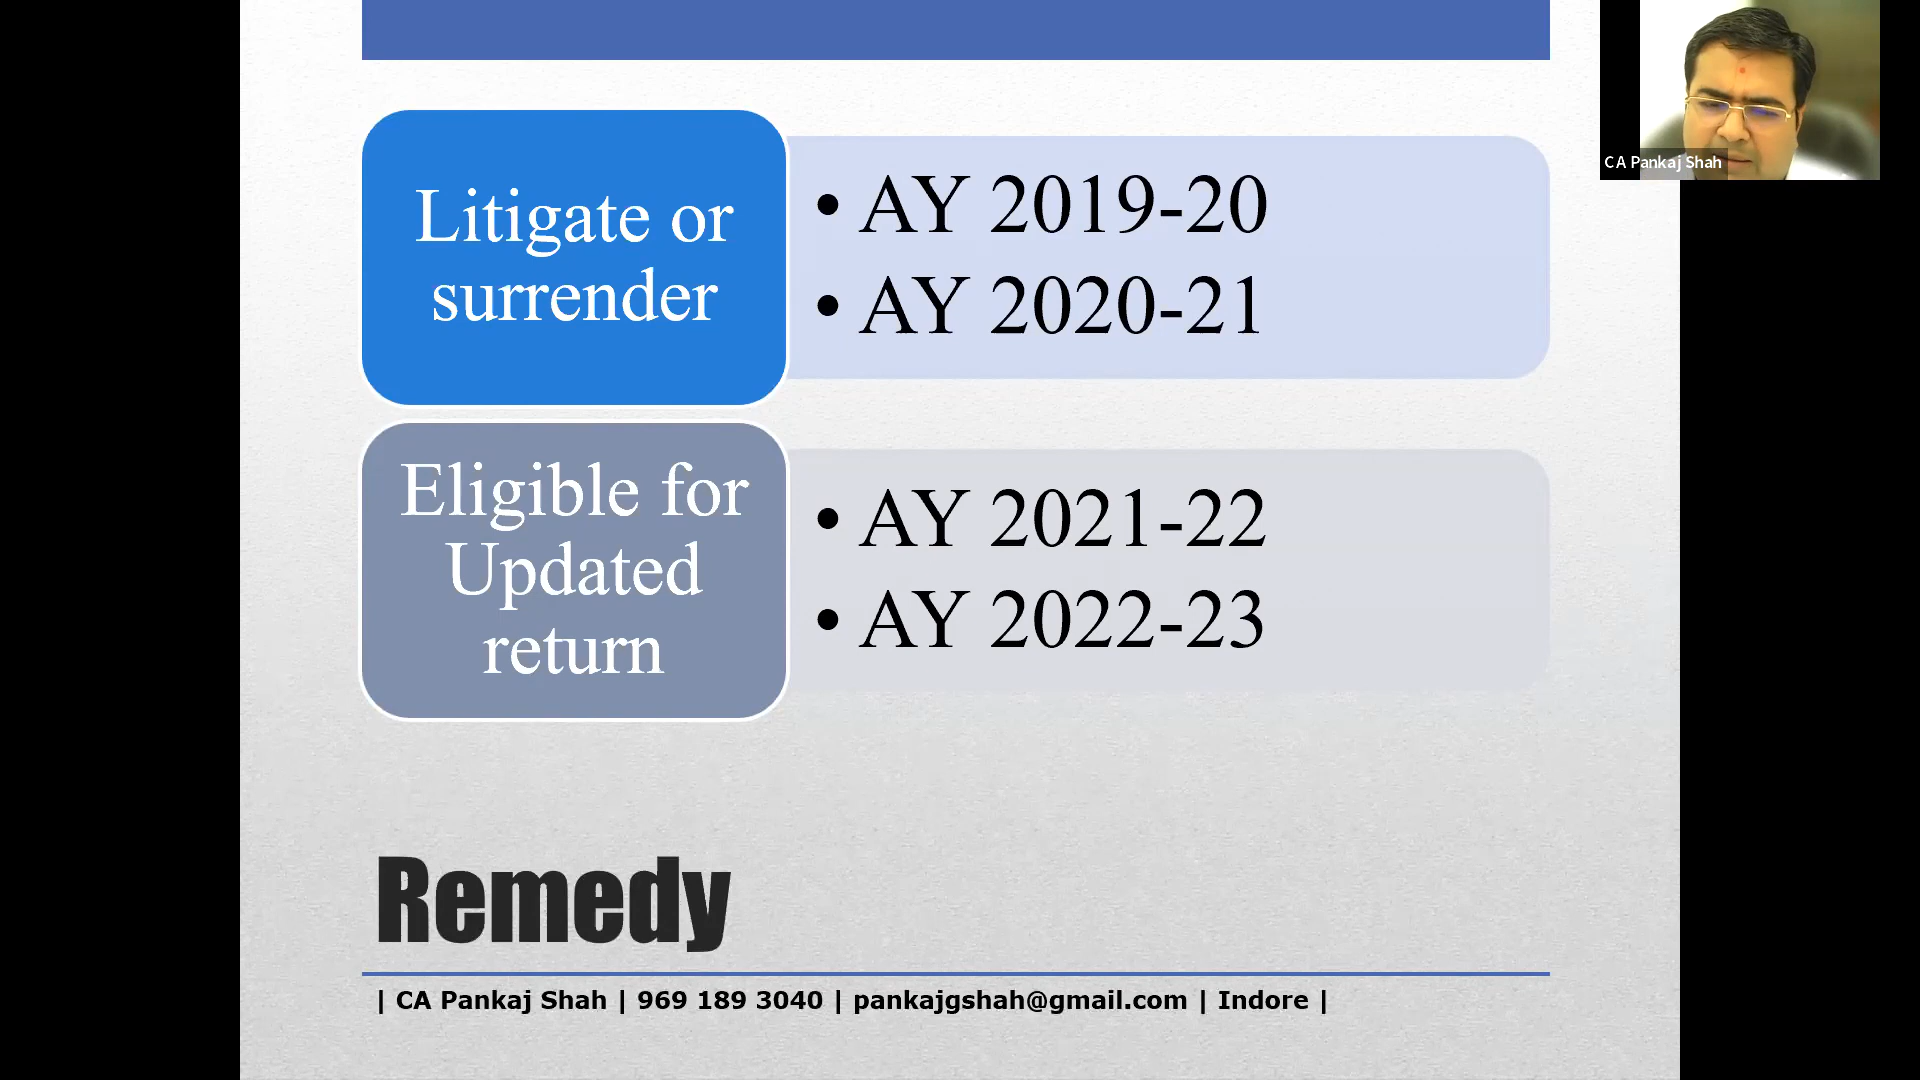 Litigate or
surrender
• AY 2019-20
• AY 2020-21
Eligible for
Updated
return
• AY 2021-22
• AY 2022-23
Remedy
| CA Pankaj Shah | 969 189 3040 | pankajgshah@gmail.com | Indore |
CA Pankaj Shah